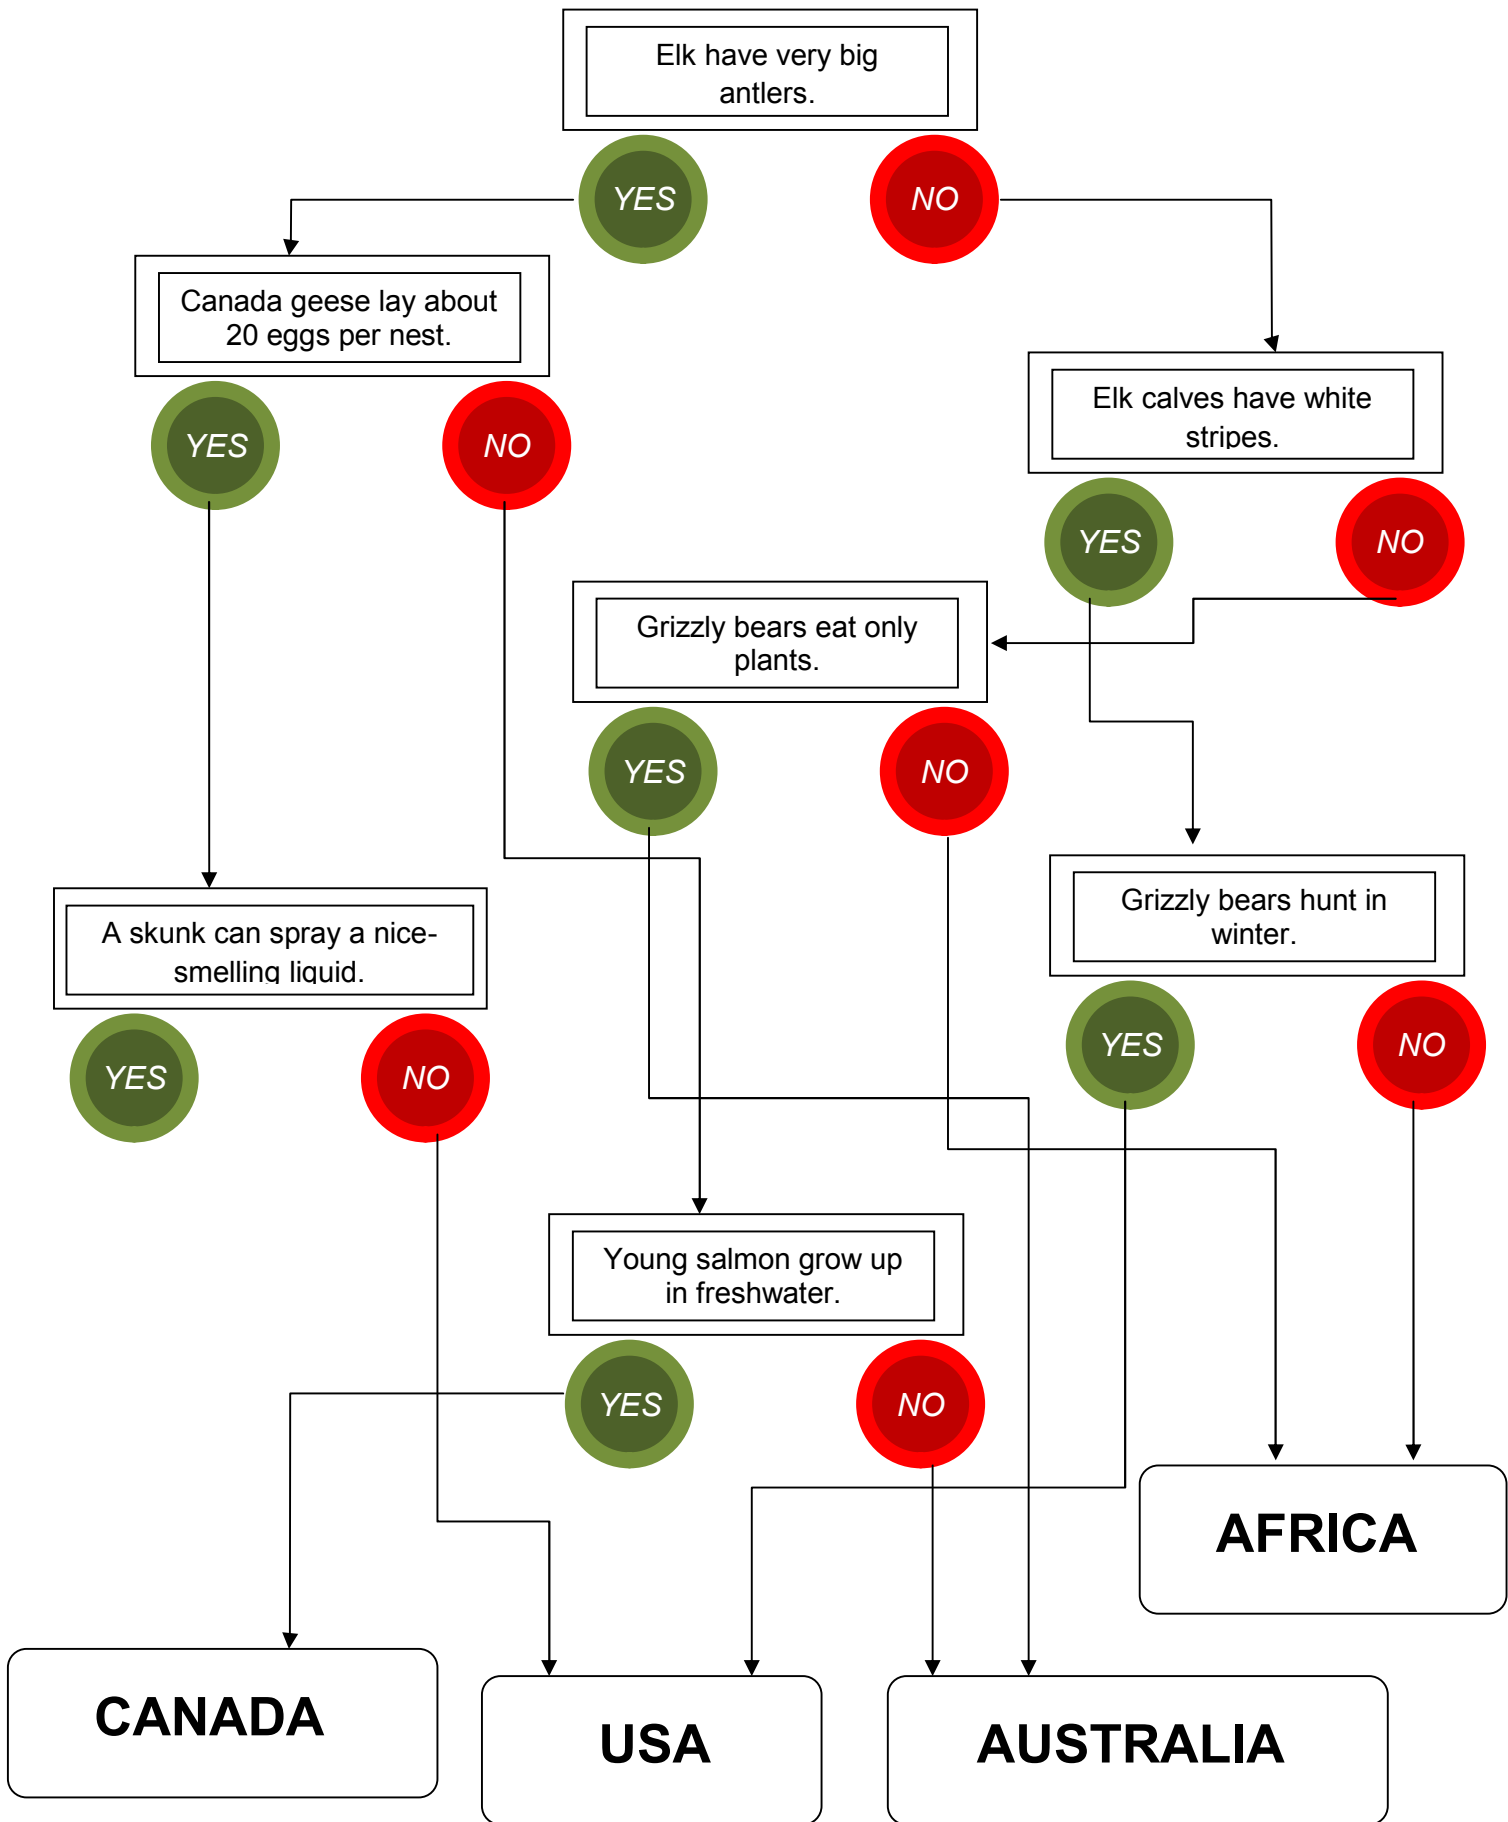 Elk have very big
antlers.
YES
NO
Canada geese lay about
20 eggs per nest.
YES
NO
Elk calves have white
stripes.
YES
NO
Grizzly bears eat only
plants.
YES
NO
Grizzly bears hunt in
winter.
YES
NO
A skunk can spray a nice-
smelling liquid.
YES
NO
Young salmon grow up
in freshwater.
YES
NO
AFRICA
CANADA
USA
AUSTRALIA